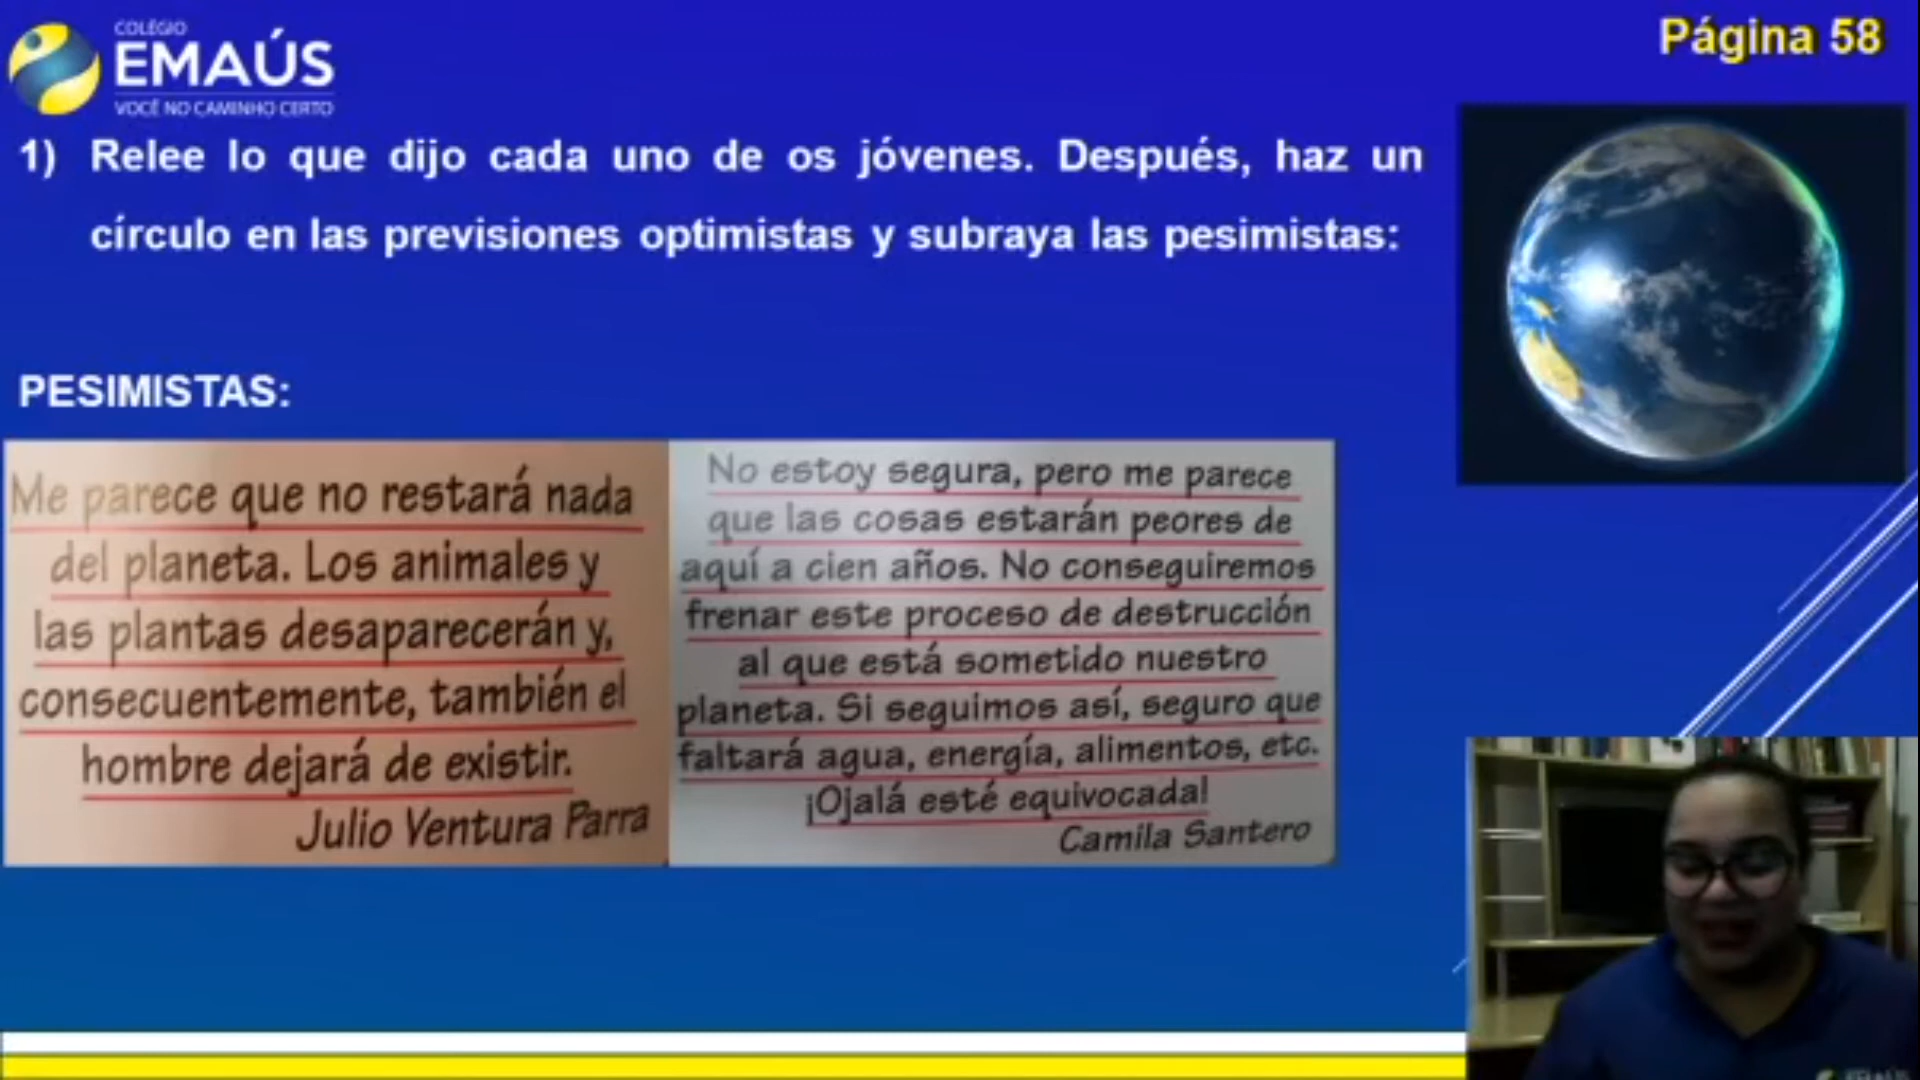 COLÉGIO
EMAÚS
VOCÊ NO CAMINHO CERTO
Página 58
1) Relee lo que dijo cada uno de os jóvenes. Después, haz un
círculo en las previsiones optimistas y subraya las pesimistas:
PESIMISTAS:
Me parece que no restará nada
del planeta. Los animales y
las plantas desaparecerán y,
consecuentemente, también el
hombre dejará de existir.
Julio Ventura Parra
No estoy segura, pero me parece
que las cosas estarán peores de
aquí a cien años. No conseguiremos
frenar este proceso de destrucción
al que está sometido nuestro
planeta. Si seguimos así, seguro que
faltará agua, energía, alimentos, etc.
¡Ojalá esté equivocada!
Camila Santero
EMAÚS